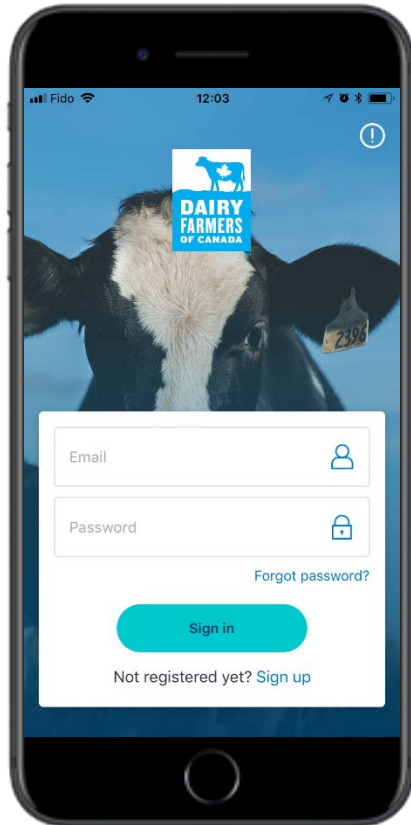 Fido 12:03
DAIRY
FARMERS
OF CANADA
2396
Email
Password
Forgot password?
Sign in
Not registered yet? Sign up